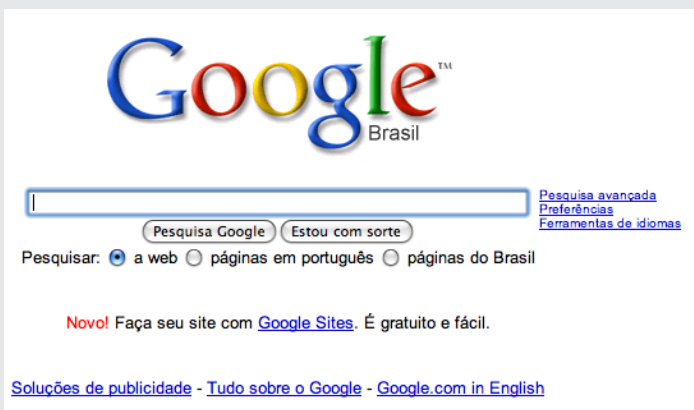 Google™
Brasil
Pesquisa avançada
Preferências
Ferramentas de idiomas
Pesquisa Google Estou com sorte
Pesquisar: a web páginas em português páginas do Brasil
Novo! Faça seu site com Google Sites. É gratuito e fácil.
Soluções de publicidade - Tudo sobre o Google - Google.com in English